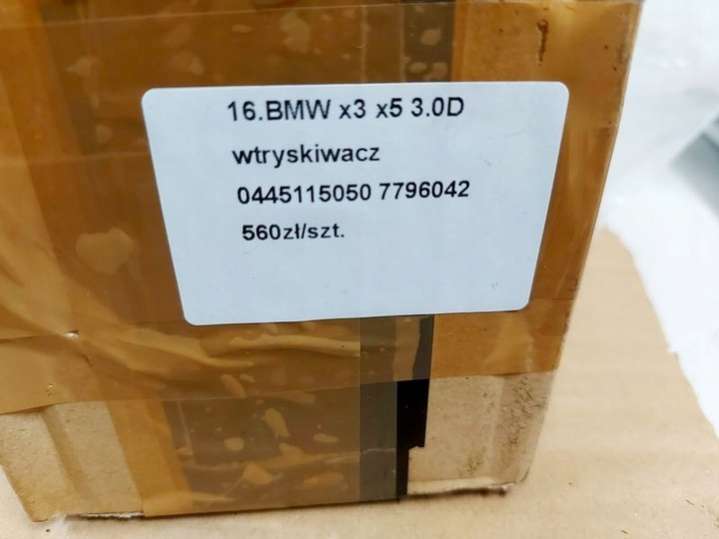 16.BMW x3 x5 3.0D
wtryskiwacz
0445115050 7796042
560zł/szt.